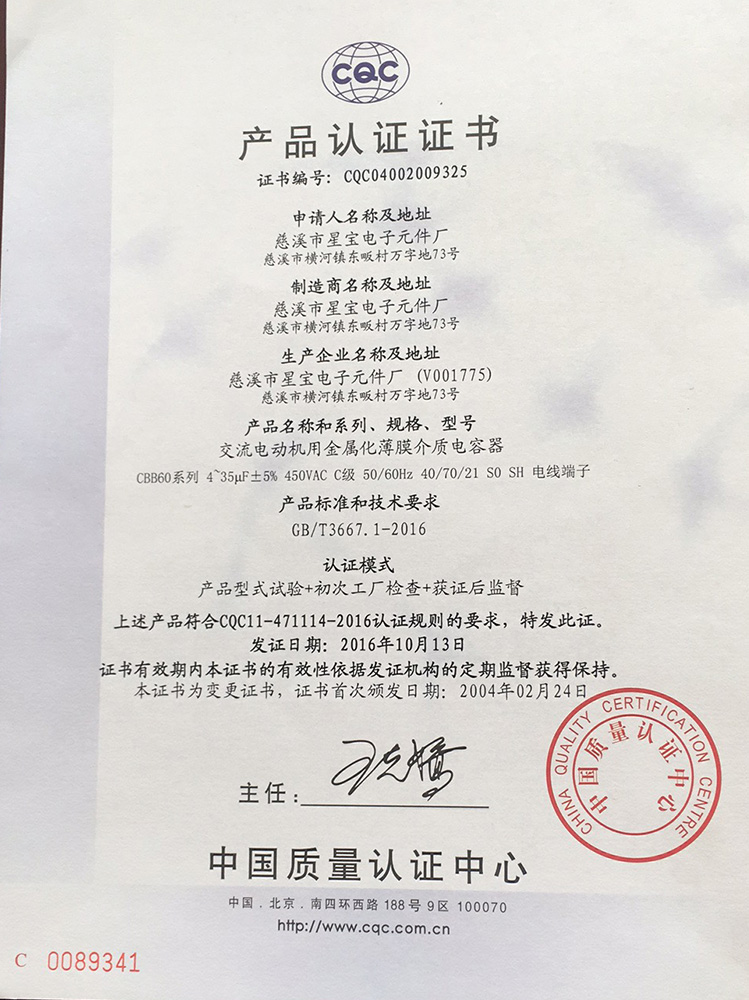 CQC
产品认证证书
证书编号：CQC04002009325
申请人名称及地址
慈溪市星宝电子元件厂
慈溪市横河镇东畈村万字地73号
制造商名称及地址
慈溪市星宝电子元件厂
慈溪市横河镇东畈村万字地73号
生产企业名称及地址
慈溪市星宝电子元件厂 (V001775)
慈溪市横河镇东畈村万字地73号
产品名称和系列、规格、型号
交流电动机用金属化薄膜介质电容器
CBB60系列 4~35μF±5% 450VAC C级 50/60Hz 40/70/21 S0 SH 电线端子
产品标准和技术要求
GB/T3667.1-2016
认证模式
产品型式试验+初次工厂检查+获证后监督
上述产品符合CQC11-471114-2016认证规则的要求，特发此证。
发证日期：2016年10月13日
证书有效期内本证书的有效性依据发证机构的定期监督获得保持。
本证书为变更证书，证书首次颁发日期：2004年02月24日
CHINA QUALITY CERTIFICATION CENTRE
中国质量认证中心
主任：
中国质量认证中心
中国．北京．南四环西路 188号 9区 100070
http://www.cqc.com.cn
C 0089341